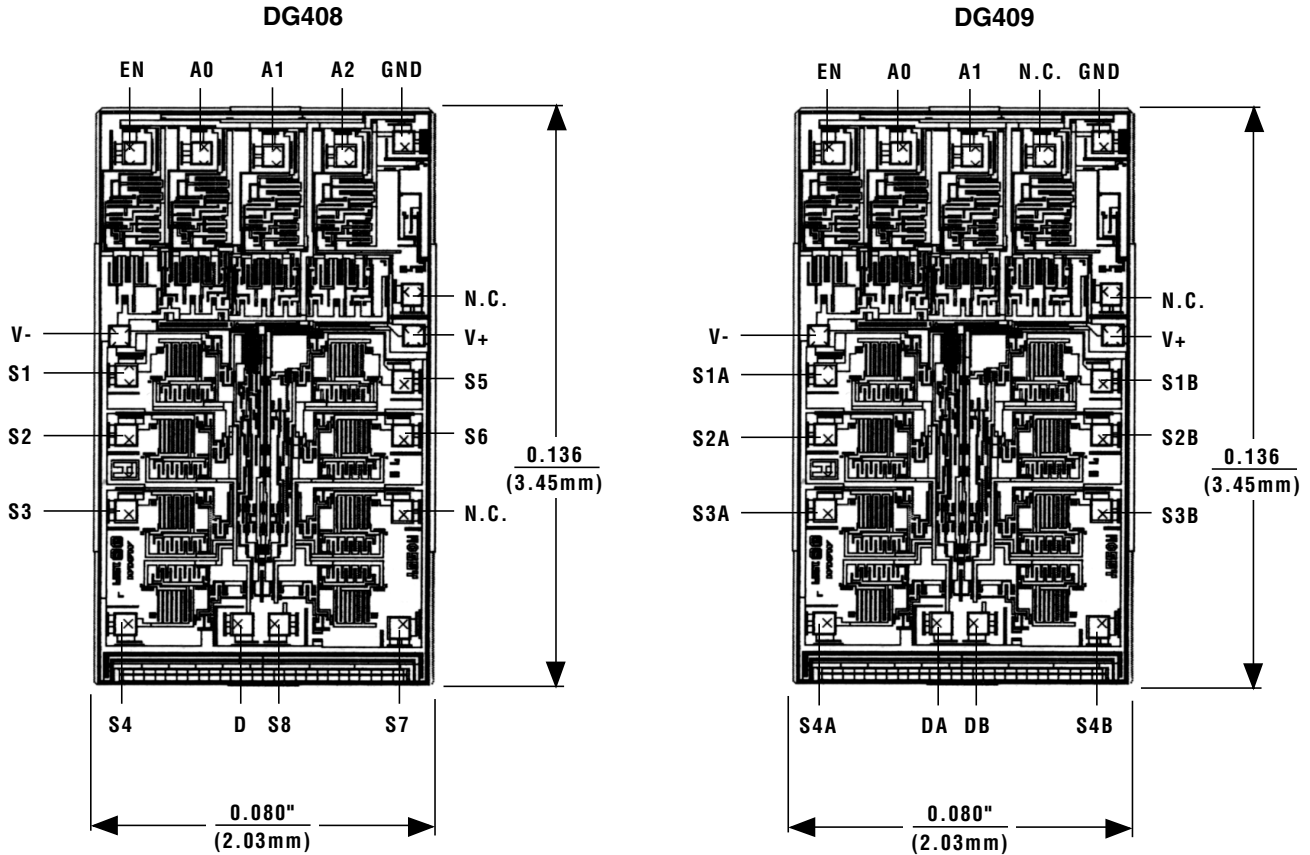 DG408
EN A0 A1 A2 GND
N.C.
V-
V+
S1
S5
S2
S6
S3
N.C.
0.136
(3.45mm)
S4 D S8 S7
0.080"
(2.03mm)
DG409
EN A0 A1 N.C. GND
N.C.
V-
V+
S1A
S1B
S2A
S2B
S3A
S3B
0.136
(3.45mm)
S4A DA DB S4B
0.080"
(2.03mm)